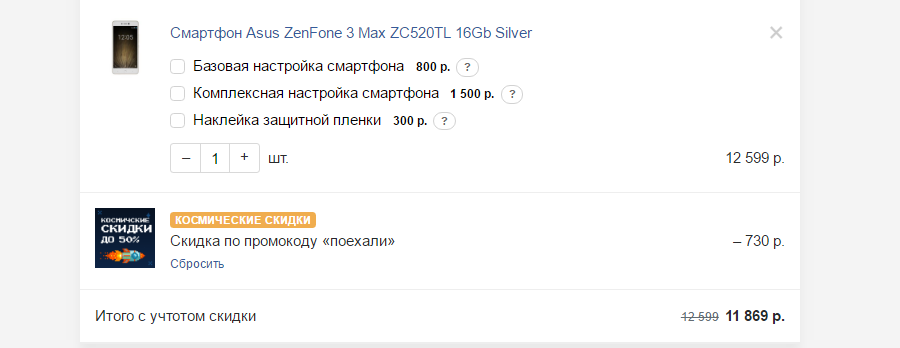 12:05
Смартфон Asus ZenFone 3 Max ZC520TL 16Gb Silver
×
Базовая настройка смартфона 800 р. ?
Комплексная настройка смартфона 1 500 р. ?
Наклейка защитной пленки 300 р. ?
– 1 + шт. 12 599 р.
КОСМИЧЕСКИЕ
СКИДКИ
ДО 50%
КОСМИЧЕСКИЕ СКИДКИ
Скидка по промокоду «поехали» – 730 р.
Сбросить
Итого с учтотом скидки 12 599 11 869 р.